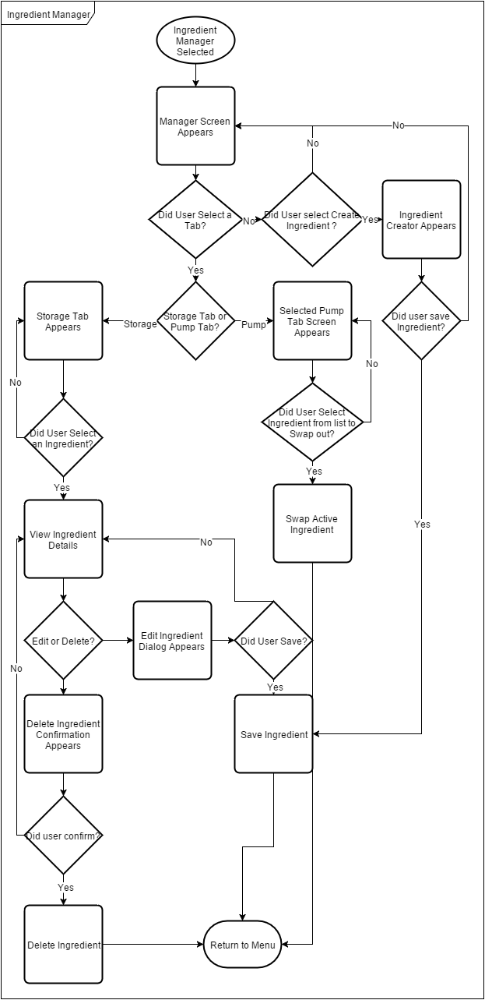 Ingredient Manager
Ingredient
Manager
Selected
Manager Screen
Appears
No
No
Did User Select a
Tab?
No
Did User select Create
Ingredient ?
Yes
Ingredient
Creator Appears
Yes
Storage Tab
Appears
Storage
Storage Tab or
Pump Tab?
Pump
Selected Pump
Tab Screen
Appears
Did user save
Ingredient?
No
No
Did User Select
an Ingredient?
Did User Select
Ingredient from list to
Swap out?
Yes
Yes
View Ingredient
Details
No
Swap Active
Ingredient
Yes
Edit or Delete?
Edit Ingredient
Dialog Appears
Did User Save?
No
Yes
Delete Ingredient
Confirmation
Appears
Save Ingredient
Did user confirm?
Yes
Delete Ingredient
Return to Menu